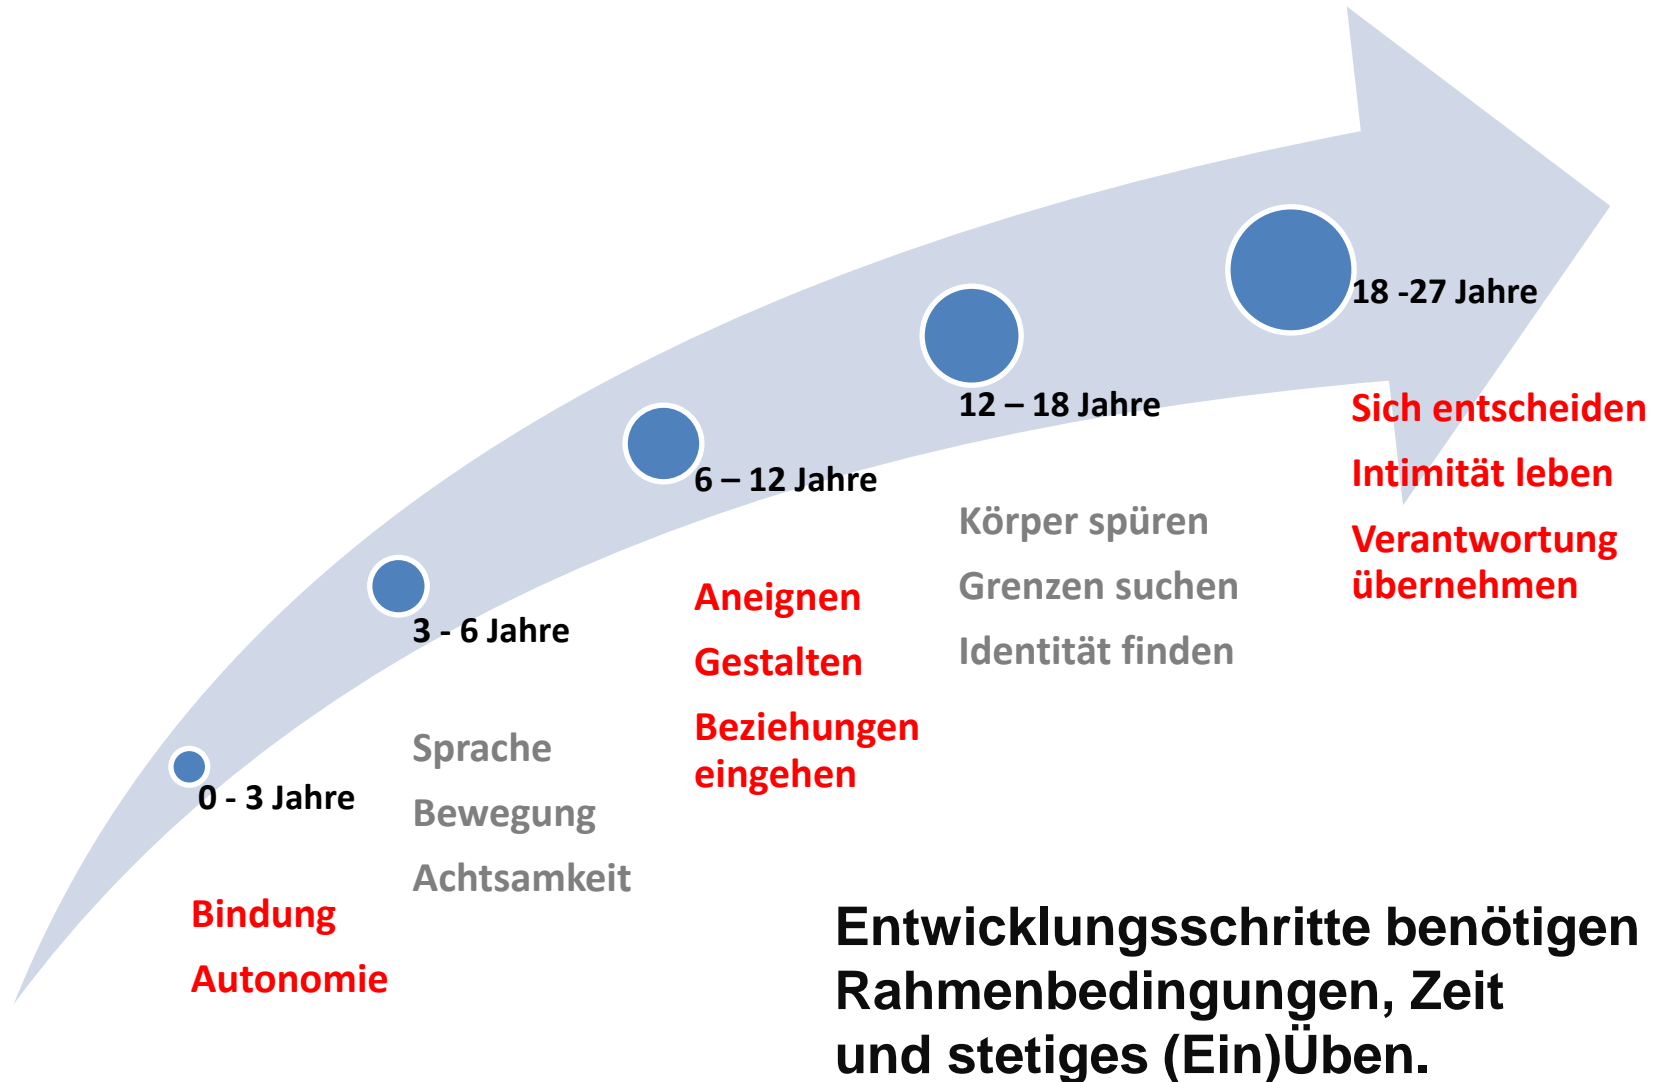 0 - 3 Jahre
Bindung
Autonomie
3 - 6 Jahre
Sprache
Bewegung
Achtsamkeit
6 – 12 Jahre
Aneignen
Gestalten
Beziehungen
eingehen
12 – 18 Jahre
Körper spüren
Grenzen suchen
Identität finden
18 -27 Jahre
Sich entscheiden
Intimität leben
Verantwortung
übernehmen
Entwicklungsschritte benötigen
Rahmenbedingungen, Zeit
und stetiges (Ein)Üben.